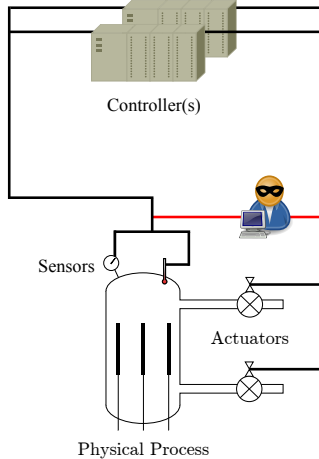 Controller(s)
Sensors
Actuators
Physical Process